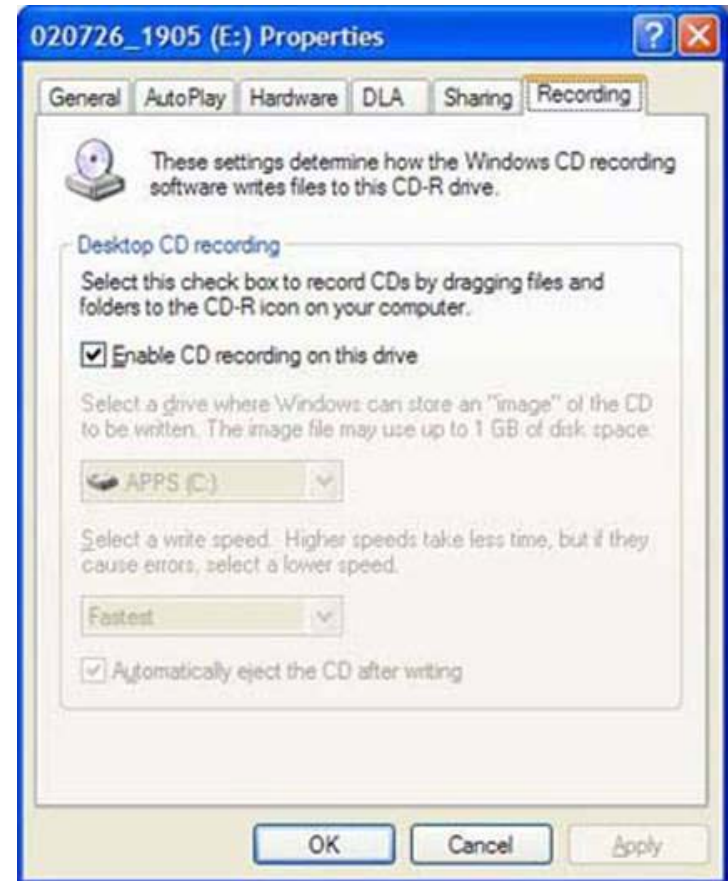 020726_1905 (E:) Properties
General AutoPlay Hardware DLA Sharing Recording
These settings determine how the Windows CD recording
software writes files to this CD-R drive.
Desktop CD recording
Select this check box to record CDs by dragging files and
folders to the CD-R icon on your computer.
Enable CD recording on this drive
Select a drive where Windows can store an "image" of the CD
to be written. The image file may use up to 1 GB of disk space.
APPS (C:)
Select a write speed. Higher speeds take less time, but if they
cause errors, select a lower speed.
Fastest
Automatically eject the CD after writing
OK Cancel Apply